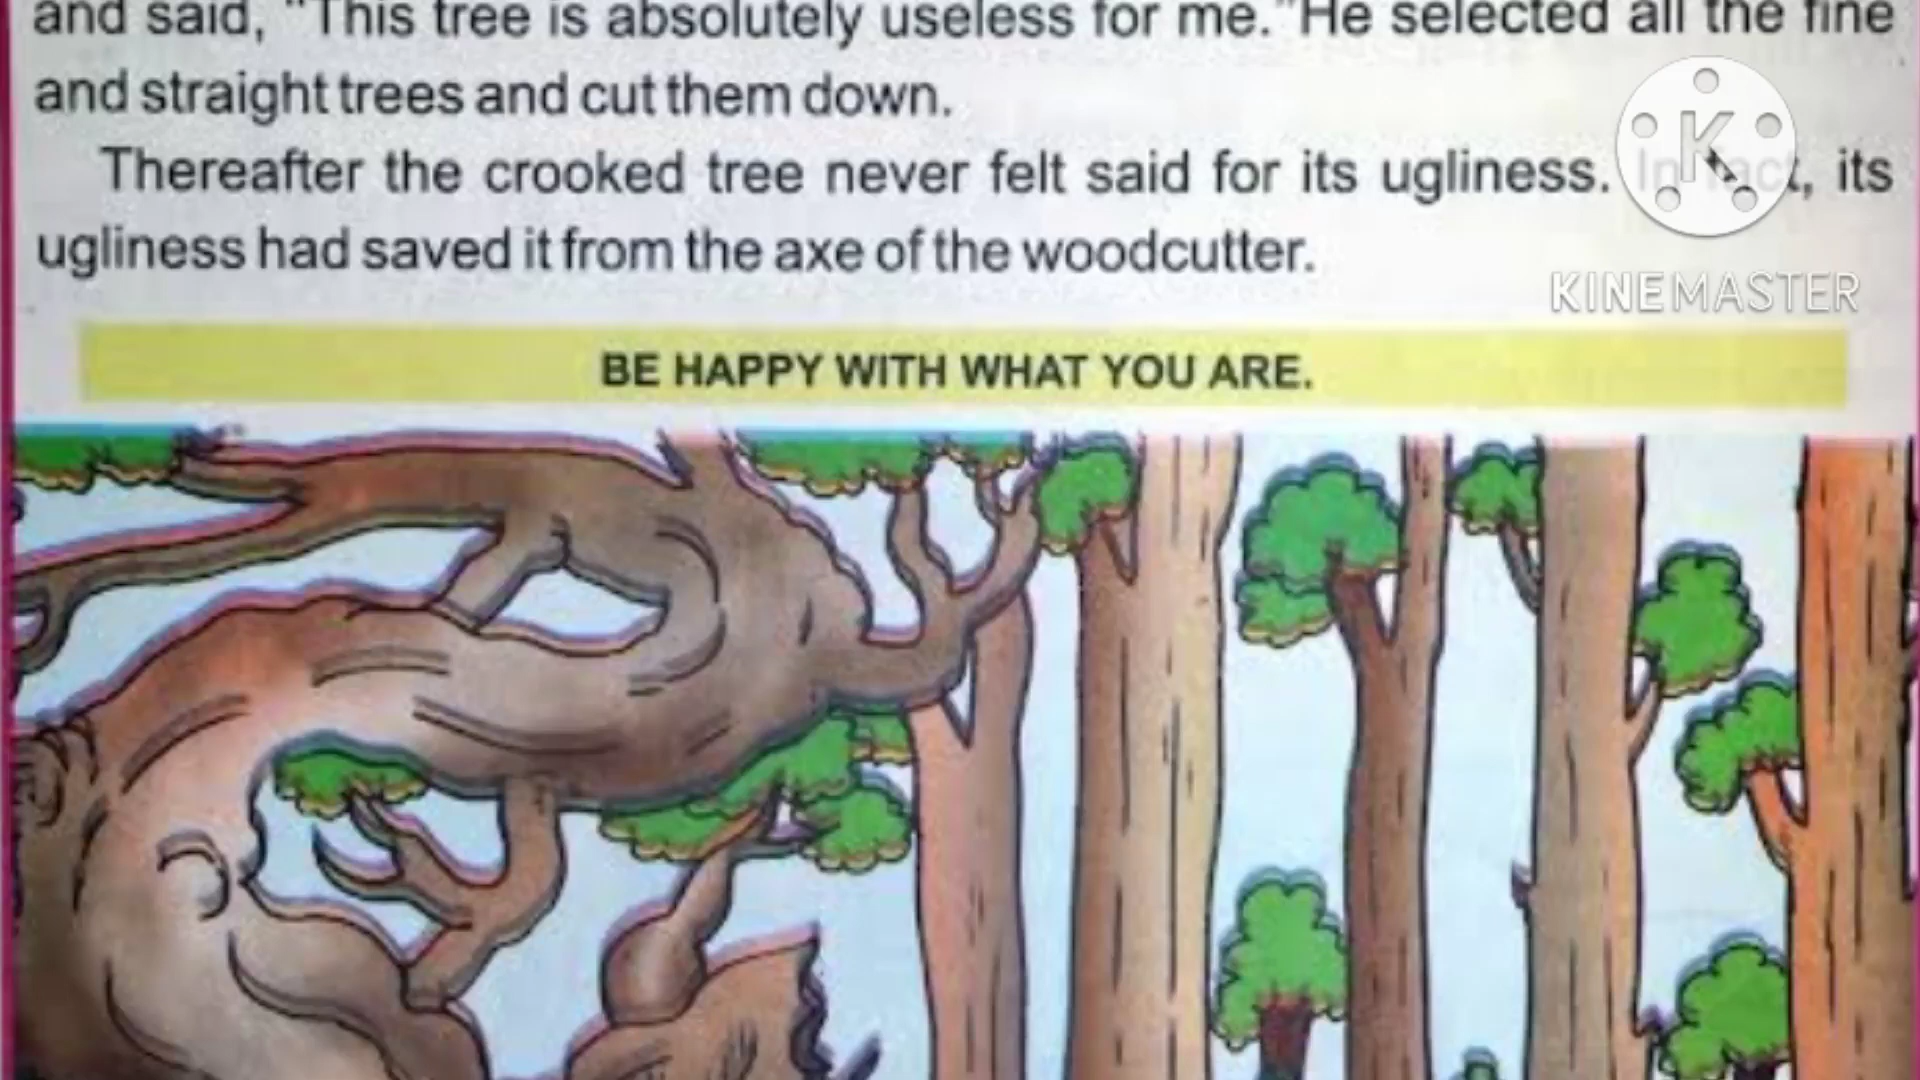 and said, "This tree is absolutely useless for me."He selected all the fine
and straight trees and cut them down.
Thereafter the crooked tree never felt said for its ugliness. In fact, its
ugliness had saved it from the axe of the woodcutter.
K
KINEMASTER
BE HAPPY WITH WHAT YOU ARE.